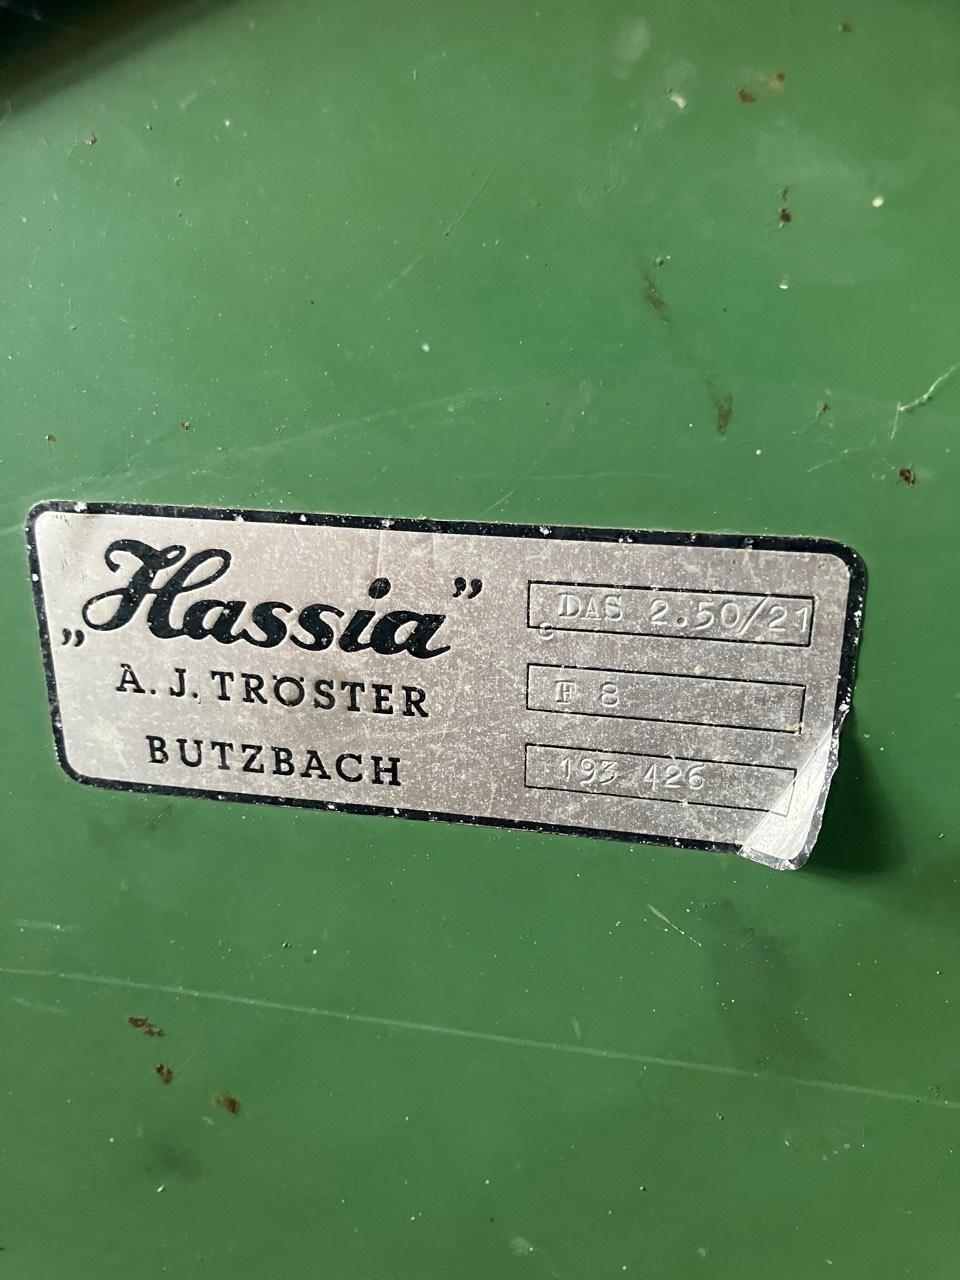 „Hassia”
A. J. TRÖSTER
BUTZBACH
DAS 2.50/21
F 8
193 426